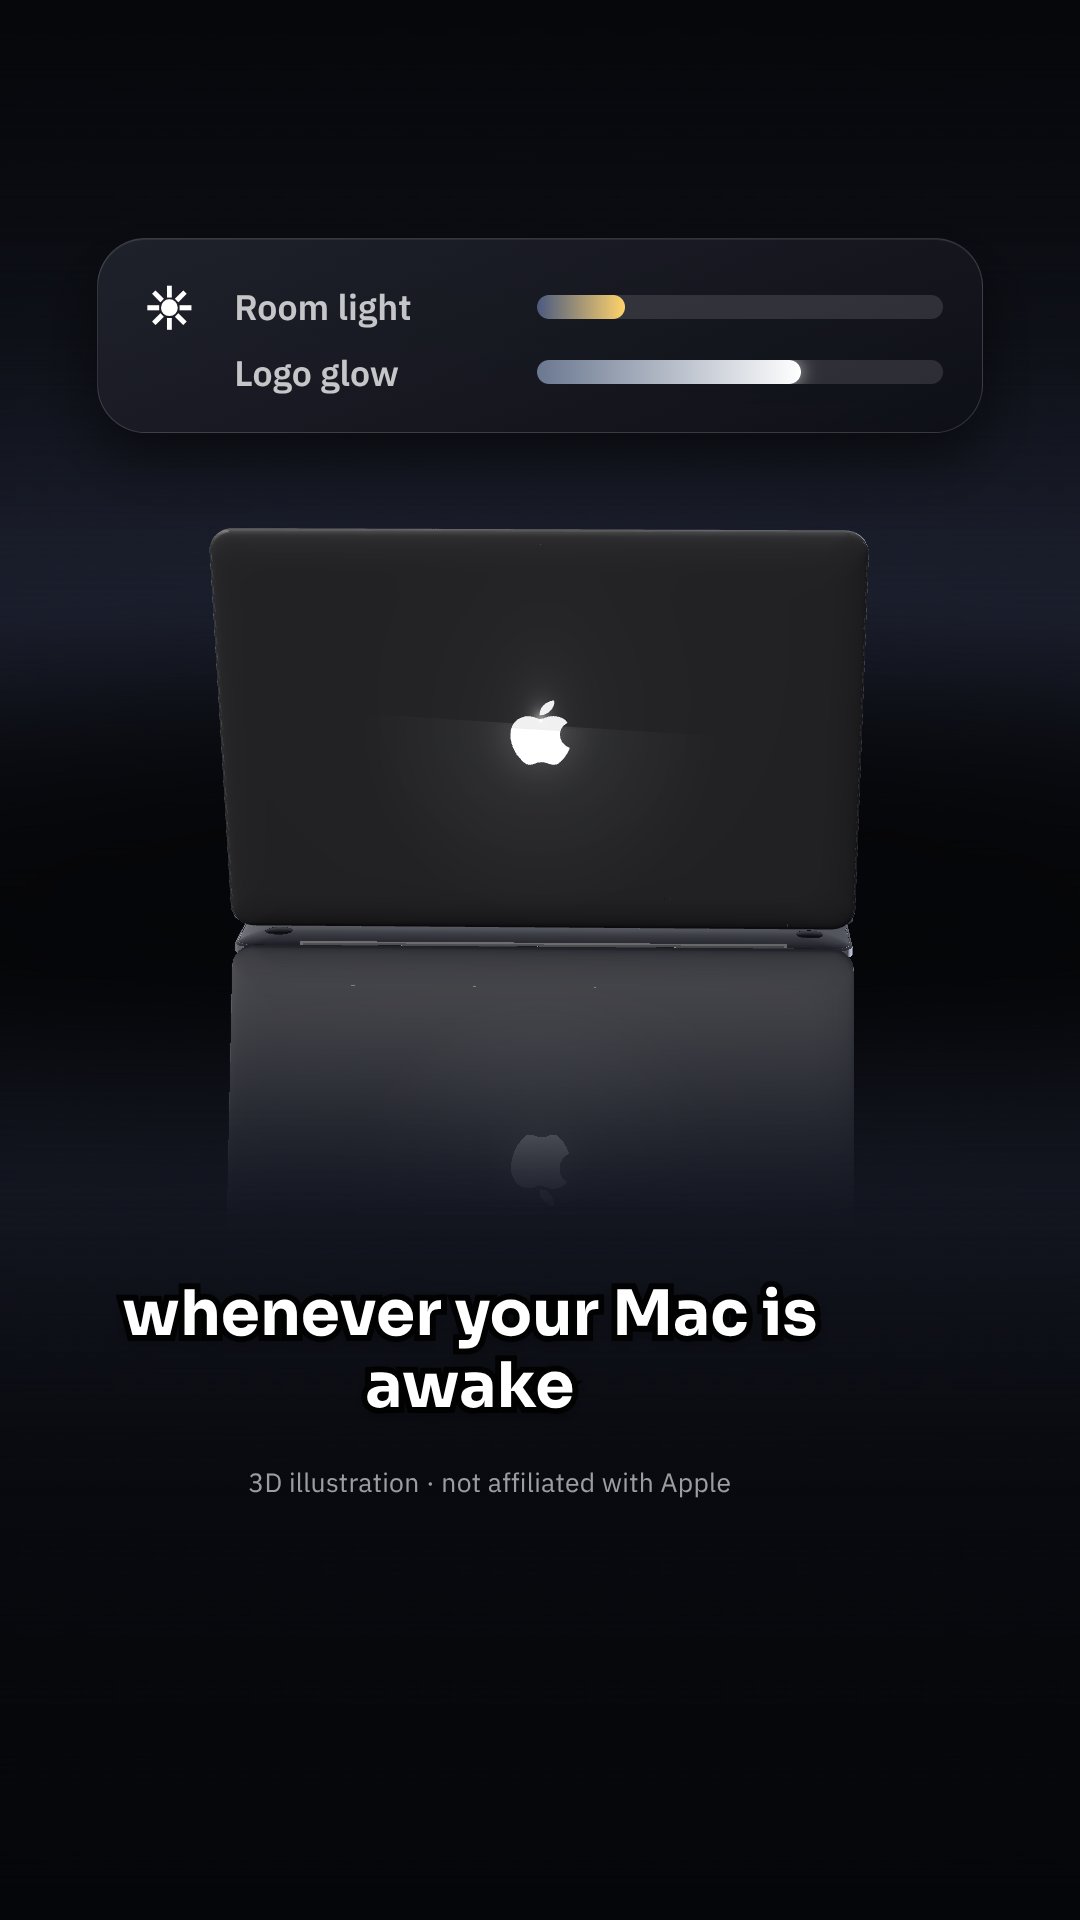 Room light
Logo glow
whenever your Mac is
awake
3D illustration · not affiliated with Apple